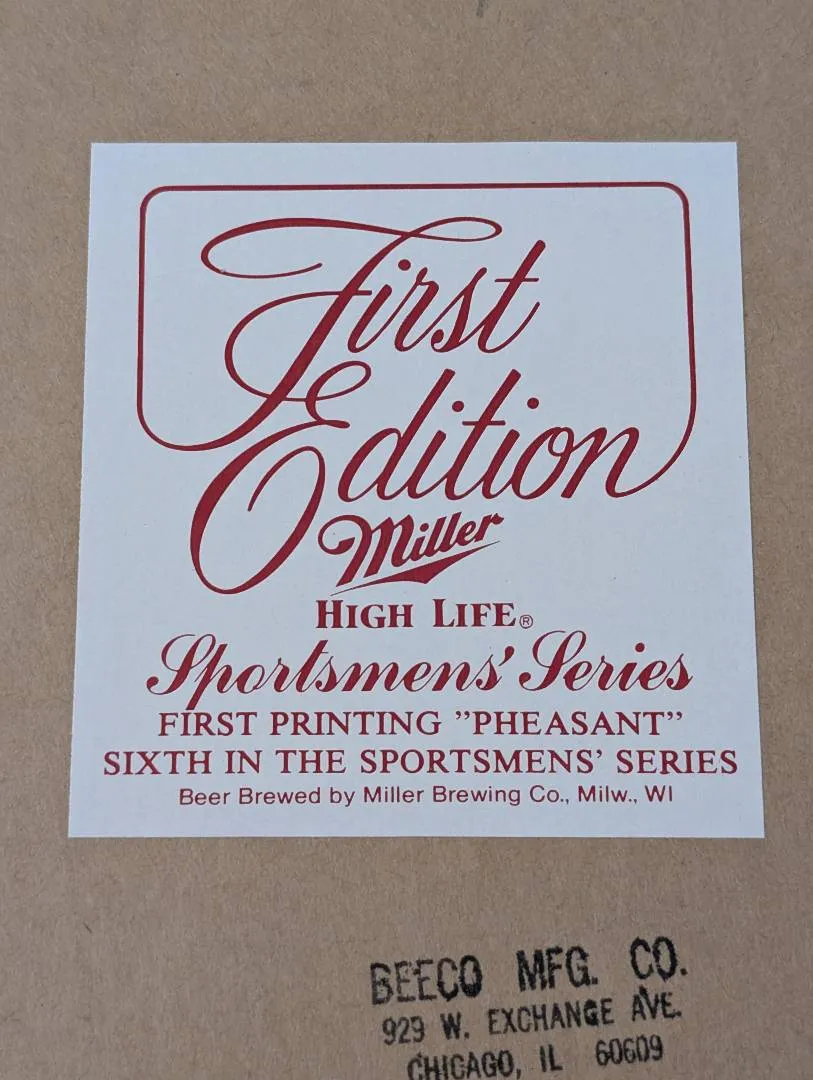 First
Edition
Miller
HIGH LIFE®
Sportsmens' Series
FIRST PRINTING "PHEASANT"
SIXTH IN THE SPORTSMENS' SERIES
Beer Brewed by Miller Brewing Co., Milw., WI
BEECO MFG. CO.
929 W. EXCHANGE AVE.
CHICAGO, IL 60609